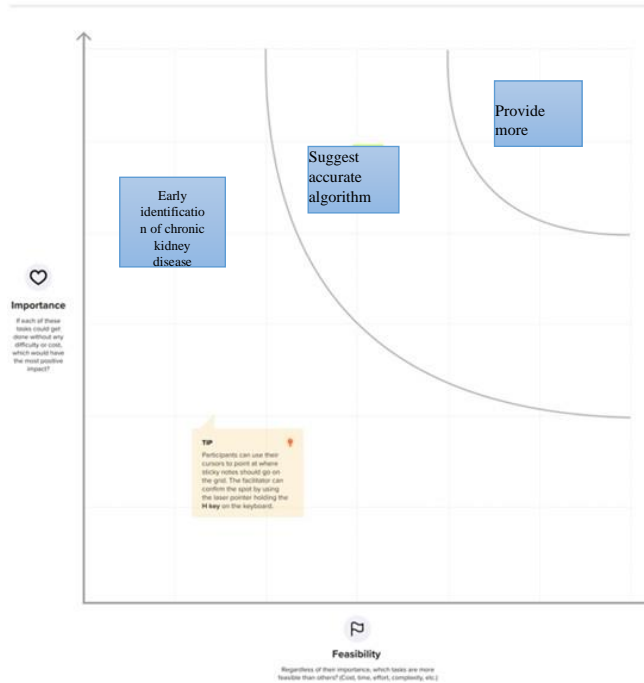 Provide
more
Suggest
accurate
algorithm
Early
identificatio
n of chronic
kidney
disease
Importance
If each of these
tasks could get
done without any
difficulty or cost,
which would have
the most positive
impact?
TIP
Participants can use their
cursors to point at where
sticky notes should go on
the grid. The facilitator can
confirm the spot by using
the laser pointer holding the
H key on the keyboard.
Feasibility
Regardless of their importance, which tasks are more
feasible than others? (Cost, time, effort, complexity, etc.)